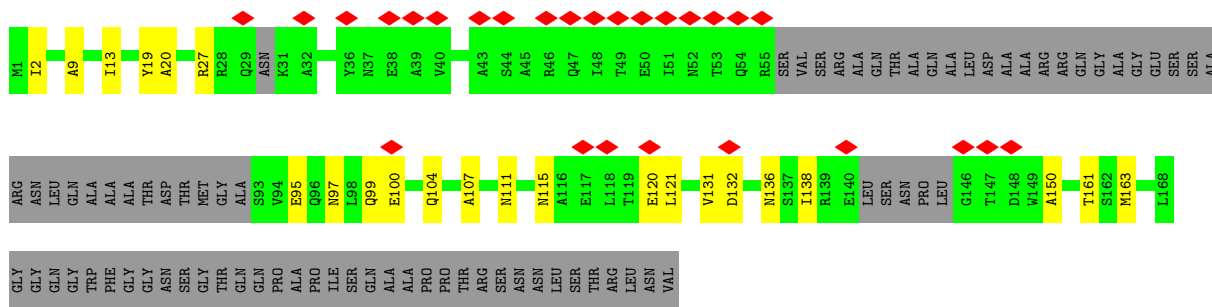 M1 I2 A9 I13 Y19 A20 R27 R28 Q29 ASN K31 A32 Y36 N37 E38 A39 V40 A43 S44 A45 R46 Q47 I48 T49 E50 I51 N52 T53 Q54 R55 SER VAL SER ARG ALA GLN THR ALA GLN ALA LEU ASP ALA ALA ARG ARG GLN GLY ALA GLY GLU SER SER ALA
ARG ASN LEU GLN ALA ALA ALA THR ASP THR MET GLY ALA S93 V94 E95 Q96 N97 L98 Q99 E100 Q104 A107 N111 N115 A116 E117 L118 T119 E120 L121 V131 D132 N136 S137 I138 R139 E140 LEU SER ASN PRO LEU G146 T147 D148 W149 A150 T161 S162 M163 L168
GLY GLY GLN GLY TRP PHE GLY GLY ASN SER GLY THR GLN GLN PRO ALA PRO ILE SER GLN ALA ALA PRO PRO THR ARG SER ASN ASN LEU SER THR ARG LEU ASN VAL